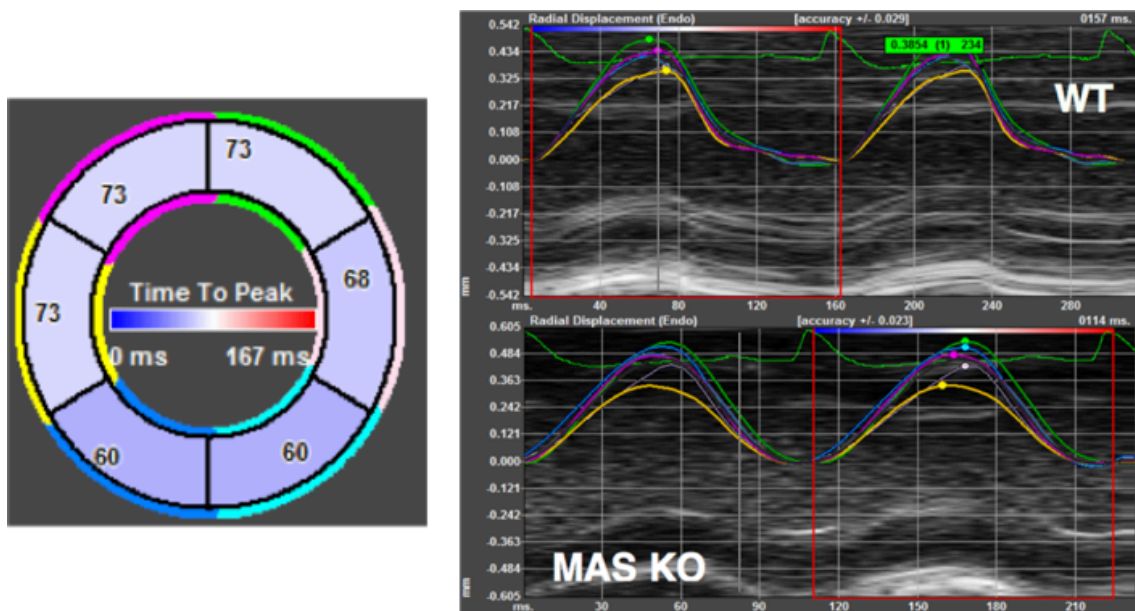 73
73
73
68
60
60
Time To Peak
0 ms 167 ms
Radial Displacement (Endo) [accuracy +/- 0.029] 0157 ms.
0.542
0.434
0.325
0.217
0.108
0.000
-0.108
-0.217
-0.325
-0.434
-0.542
mm
0.3854 (1) 234
WT
ms. 40 80 120 160 200 240 280
Radial Displacement (Endo) [accuracy +/- 0.023] 0114 ms.
0.605
0.484
0.363
0.242
0.121
0.000
-0.121
-0.242
-0.363
-0.484
-0.605
mm
MAS KO
ms. 30 60 90 120 150 180 210